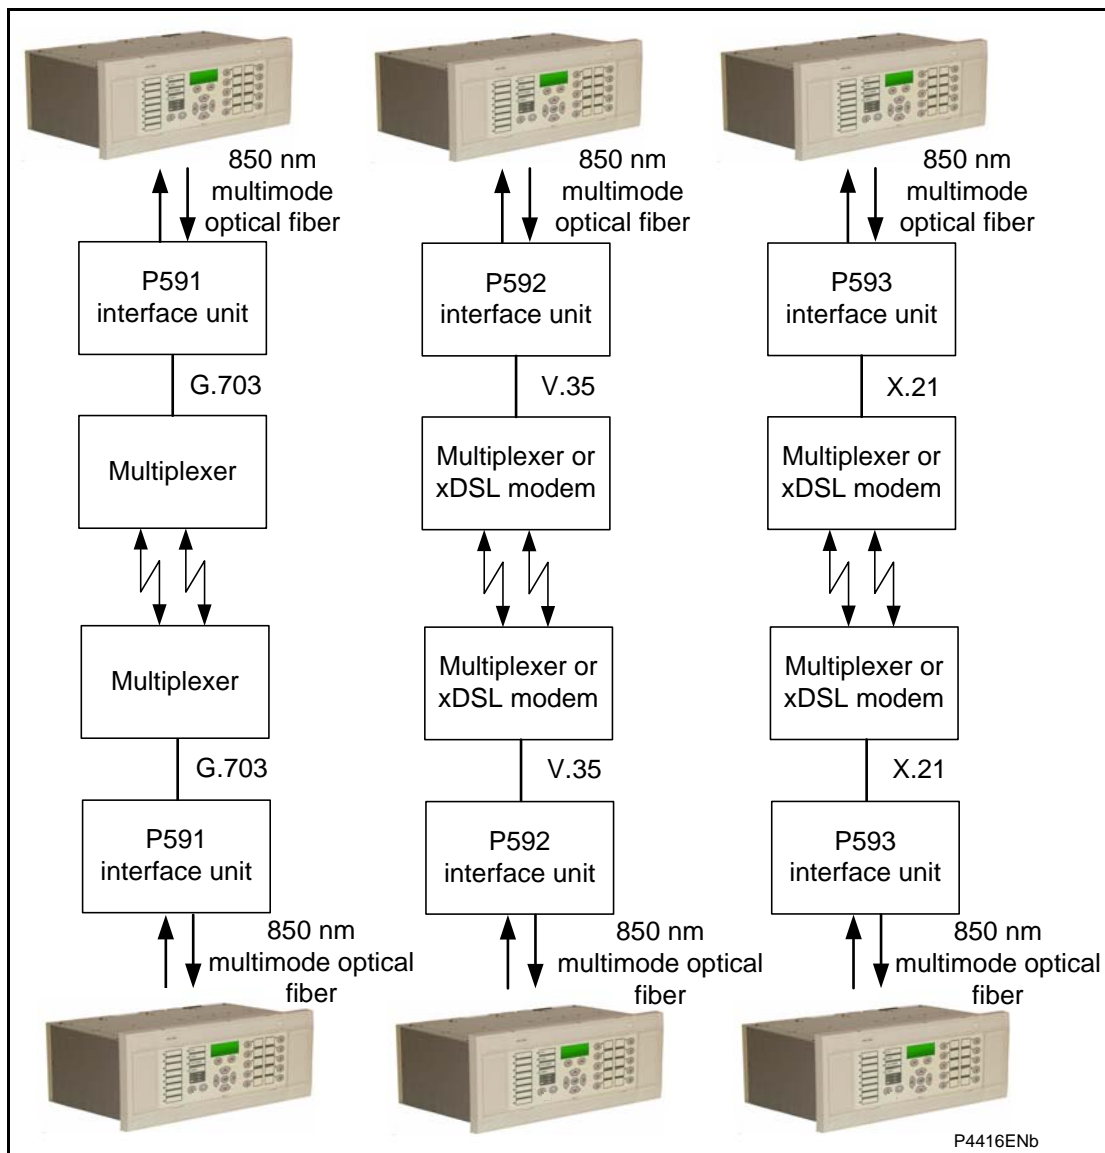 850 nm
multimode
optical fiber
850 nm
multimode
optical fiber
850 nm
multimode
optical fiber
P591
interface unit
P592
interface unit
P593
interface unit
G.703
V.35
X.21
Multiplexer
Multiplexer or
xDSL modem
Multiplexer or
xDSL modem
Multiplexer
Multiplexer or
xDSL modem
Multiplexer or
xDSL modem
G.703
V.35
X.21
P591
interface unit
P592
interface unit
P593
interface unit
850 nm
multimode optical
fiber
850 nm
multimode optical
fiber
850 nm
multimode optical
fiber
P4416ENb